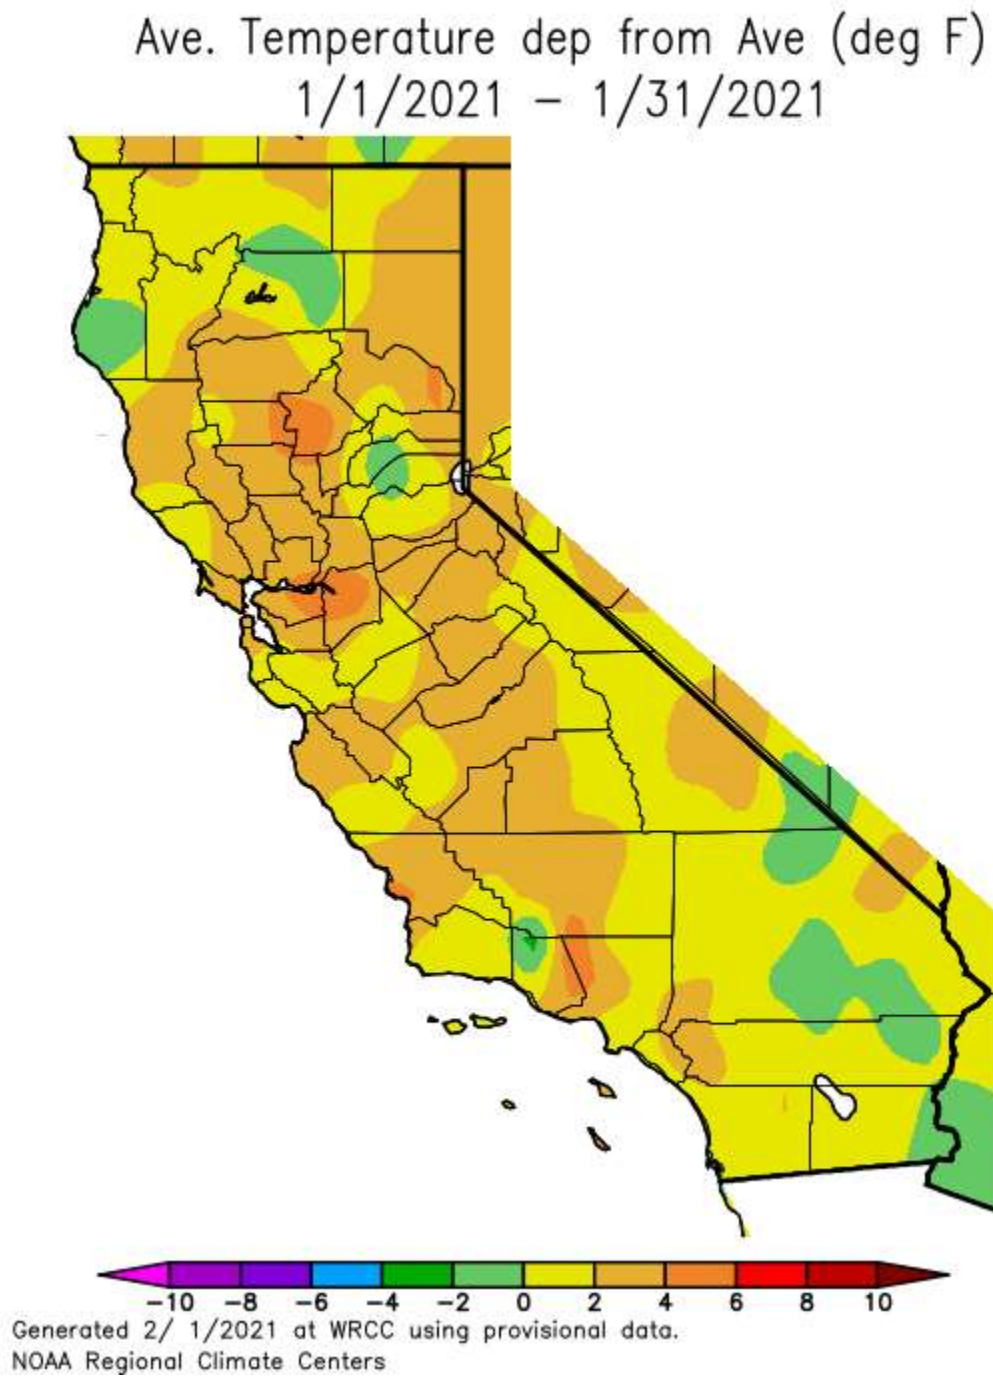 Ave. Temperature dep from Ave (deg F)
1/1/2021 – 1/31/2021
-10 -8 -6 -4 -2 0 2 4 6 8 10
Generated 2/ 1/2021 at WRCC using provisional data.
NOAA Regional Climate Centers